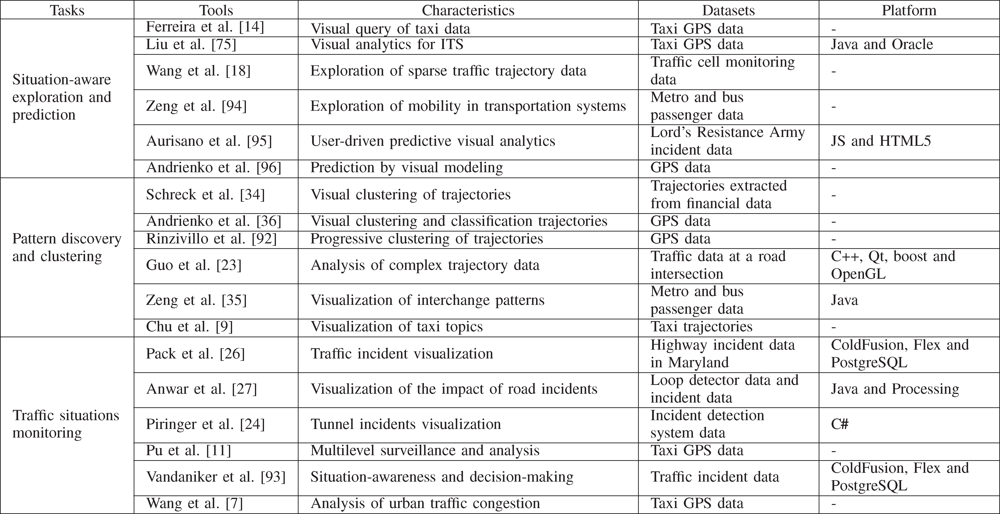 Tasks Tools Characteristics Datasets Platform
Situation-aware
exploration and
prediction
Ferreira et al. [14] Visual query of taxi data Taxi GPS data -
Liu et al. [75] Visual analytics for ITS Taxi GPS data Java and Oracle
Wang et al. [18] Exploration of sparse traffic trajectory data Traffic cell monitoring
data -
Zeng et al. [94] Exploration of mobility in transportation systems Metro and bus
passenger data -
Aurisano et al. [95] User-driven predictive visual analytics Lord's Resistance Army
incident data JS and HTML5
Andrienko et al. [96] Prediction by visual modeling GPS data -
Pattern discovery
and clustering
Schreck et al. [34] Visual clustering of trajectories Trajectories extracted
from financial data -
Andrienko et al. [36] Visual clustering and classification trajectories GPS data -
Rinzivillo et al. [92] Progressive clustering of trajectories GPS data -
Guo et al. [23] Analysis of complex trajectory data Traffic data at a road
intersection C++, Qt, boost and
OpenGL
Zeng et al. [35] Visualization of interchange patterns Metro and bus
passenger data Java
Chu et al. [9] Visualization of taxi topics Taxi trajectories -
Traffic situations
monitoring
Pack et al. [26] Traffic incident visualization Highway incident data
in Maryland ColdFusion, Flex and
PostgreSQL
Anwar et al. [27] Visualization of the impact of road incidents Loop detector data and
incident data Java and Processing
Piringer et al. [24] Tunnel incidents visualization Incident detection
system data C#
Pu et al. [11] Multilevel surveillance and analysis Taxi GPS data -
Vandaniker et al. [93] Situation-awareness and decision-making Traffic incident data ColdFusion, Flex and
PostgreSQL
Wang et al. [7] Analysis of urban traffic congestion Taxi GPS data -